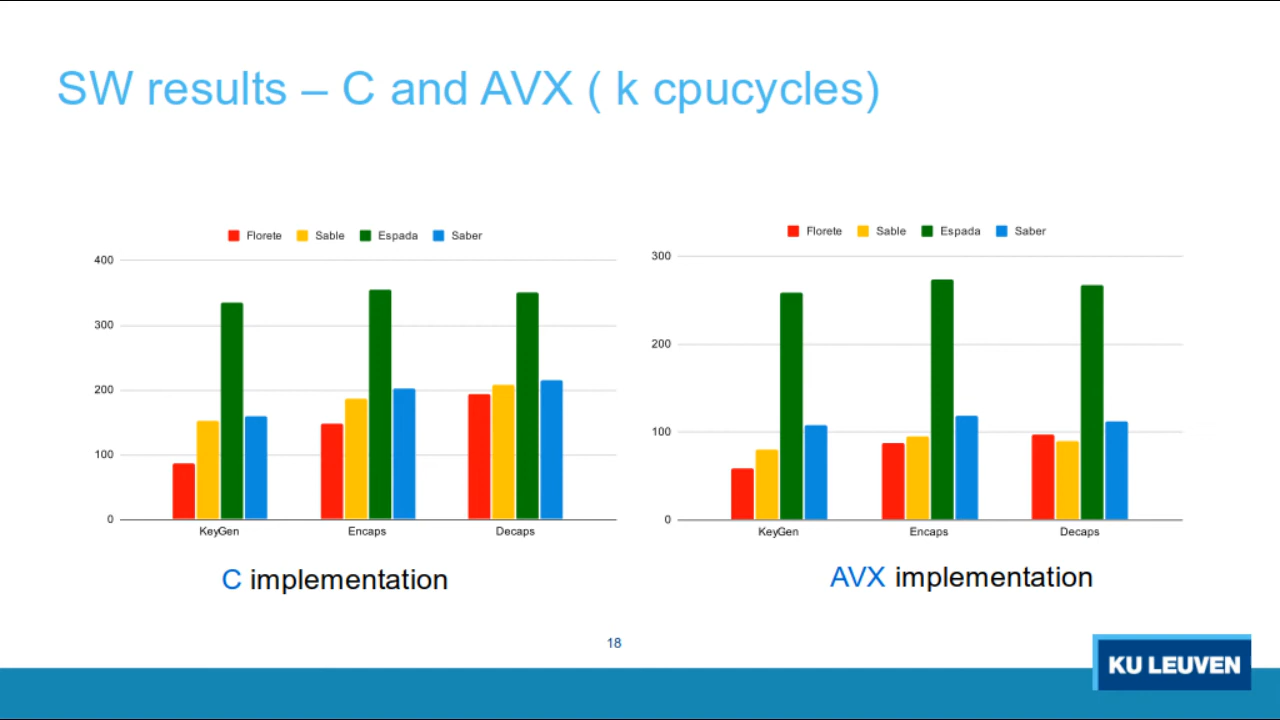 SW results – C and AVX ( k cpucycles)
Florete Sable Espada Saber
400
300
200
100
0
KeyGen Encaps Decaps
C implementation
Florete Sable Espada Saber
300
200
100
0
KeyGen Encaps Decaps
AVX implementation
18
KU LEUVEN